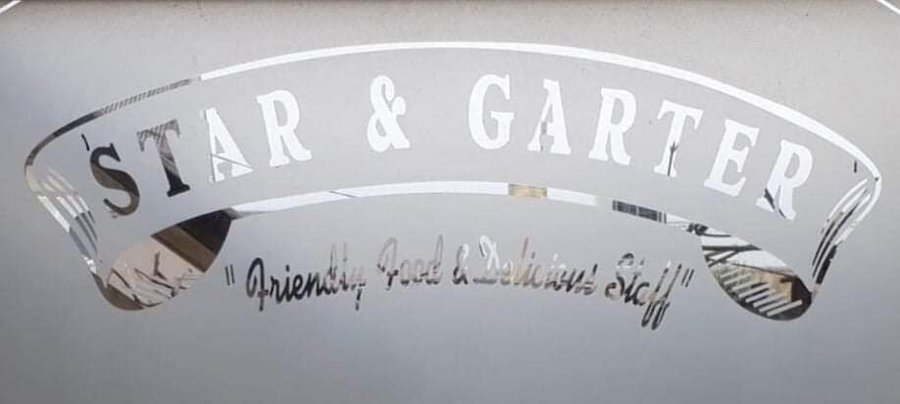 STAR & GARTER
"Friendly Food & Delicious Staff"